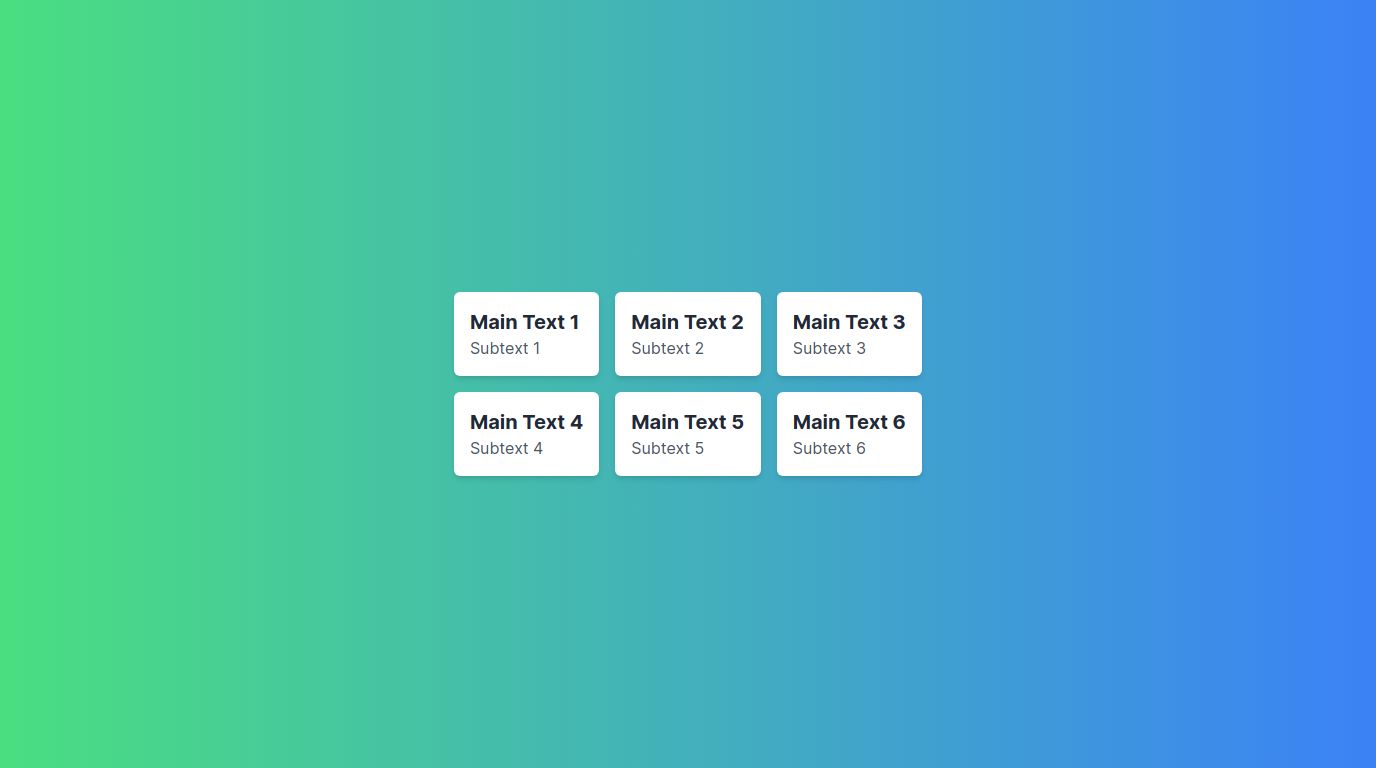 Main Text 1
Subtext 1
Main Text 2
Subtext 2
Main Text 3
Subtext 3
Main Text 4
Subtext 4
Main Text 5
Subtext 5
Main Text 6
Subtext 6